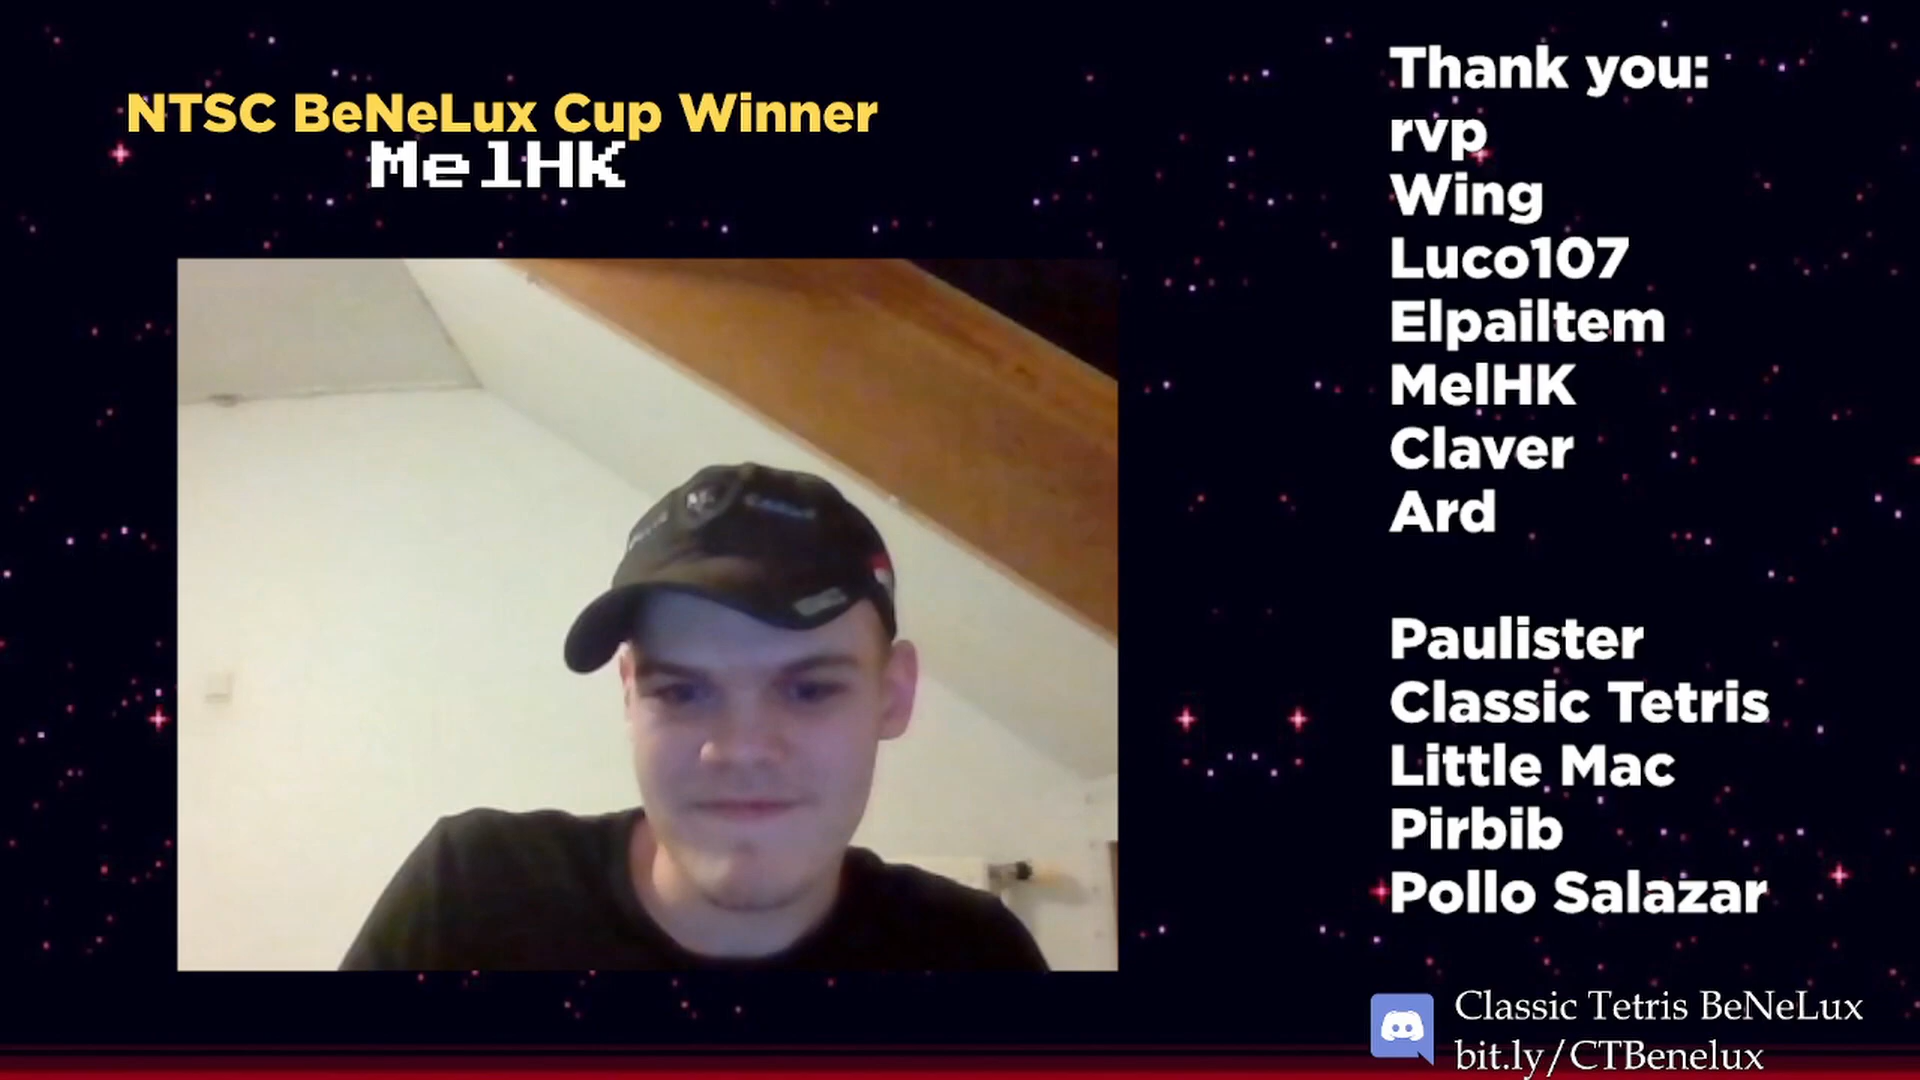 NTSC BeNeLux Cup Winner
MelHK
Thank you:
rvp
Wing
Luco107
Elpailtem
MelHK
Claver
Ard
Paulister
Classic Tetris
Little Mac
Pirbib
Pollo Salazar
Classic Tetris BeNeLux
bit.ly/CTBenelux